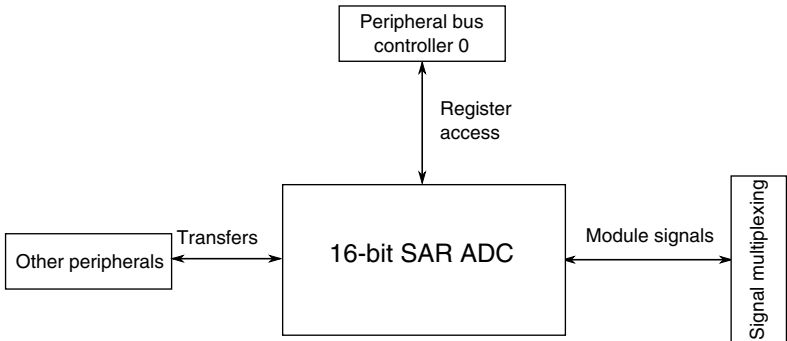 Peripheral bus
controller 0
Register
access
16-bit SAR ADC
Transfers
Other peripherals
Module signals
Signal multiplexing